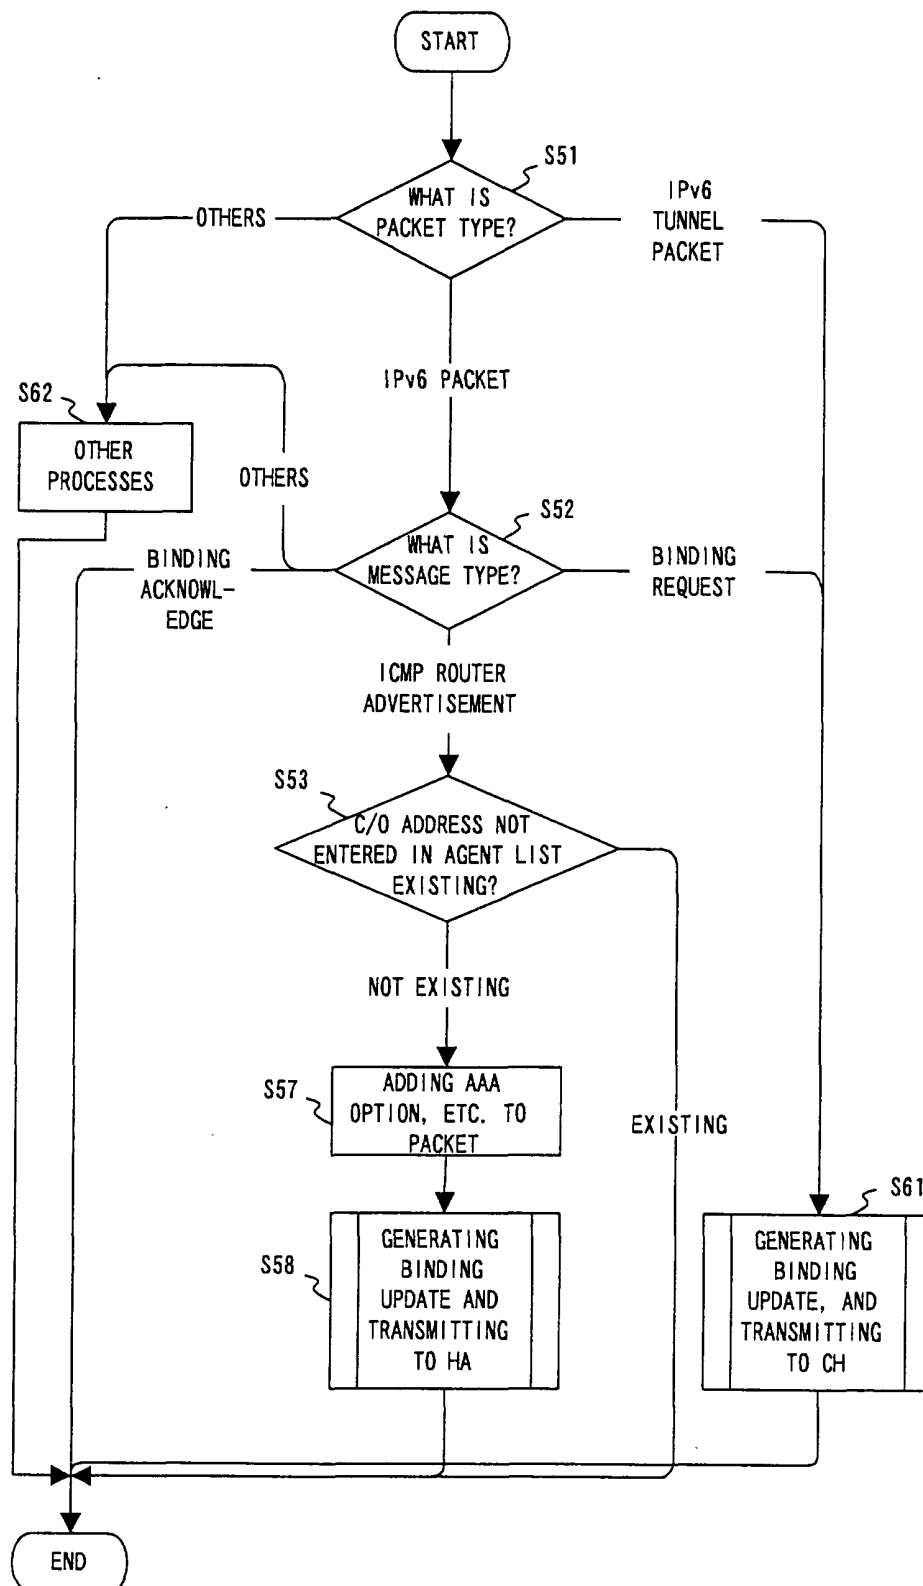 START
S51
WHAT IS
PACKET TYPE?
OTHERS
IPv6
TUNNEL
PACKET
IPv6 PACKET
S62
OTHER
PROCESSES
OTHERS
S52
WHAT IS
MESSAGE TYPE?
BINDING
ACKNOWL-
EDGE
BINDING
REQUEST
ICMP ROUTER
ADVERTISEMENT
S53
C/O ADDRESS NOT
ENTERED IN AGENT LIST
EXISTING?
NOT EXISTING
S57
ADDING AAA
OPTION, ETC. TO
PACKET
EXISTING
S58
GENERATING
BINDING
UPDATE AND
TRANSMITTING
TO HA
S61
GENERATING
BINDING
UPDATE, AND
TRANSMITTING
TO CH
END